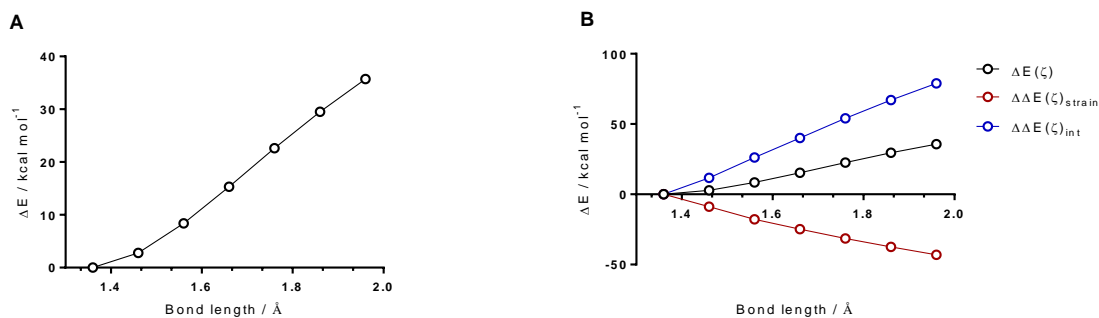 A
ΔE / kcal mol⁻¹
40
30
20
10
0
1.4 1.6 1.8 2.0
Bond length / Å
B
ΔE / kcal mol⁻¹
100
50
0
-50
1.4 1.6 1.8 2.0
Bond length / Å
ΔE(ζ)
ΔΔE(ζ)strain
ΔΔE(ζ)int